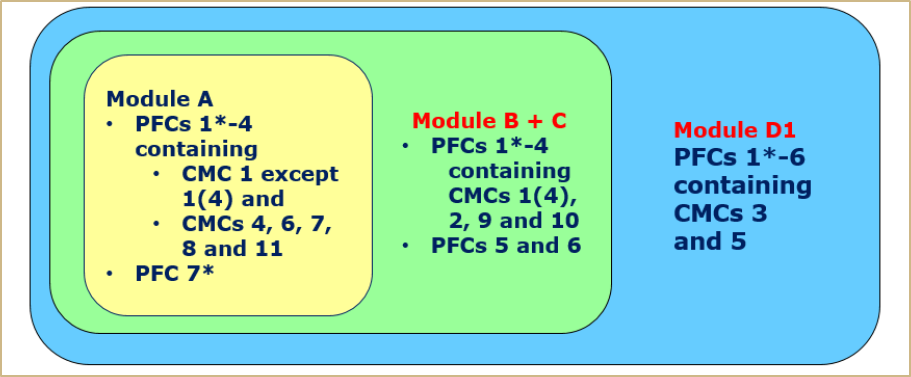 Module A
• PFCs 1*-4
containing
• CMC 1 except
1(4) and
• CMCs 4, 6, 7,
8 and 11
• PFC 7*
Module B + C
• PFCs 1*-4
containing
CMCs 1(4),
2, 9 and 10
• PFCs 5 and 6
Module D1
PFCs 1*-6
containing
CMCs 3
and 5